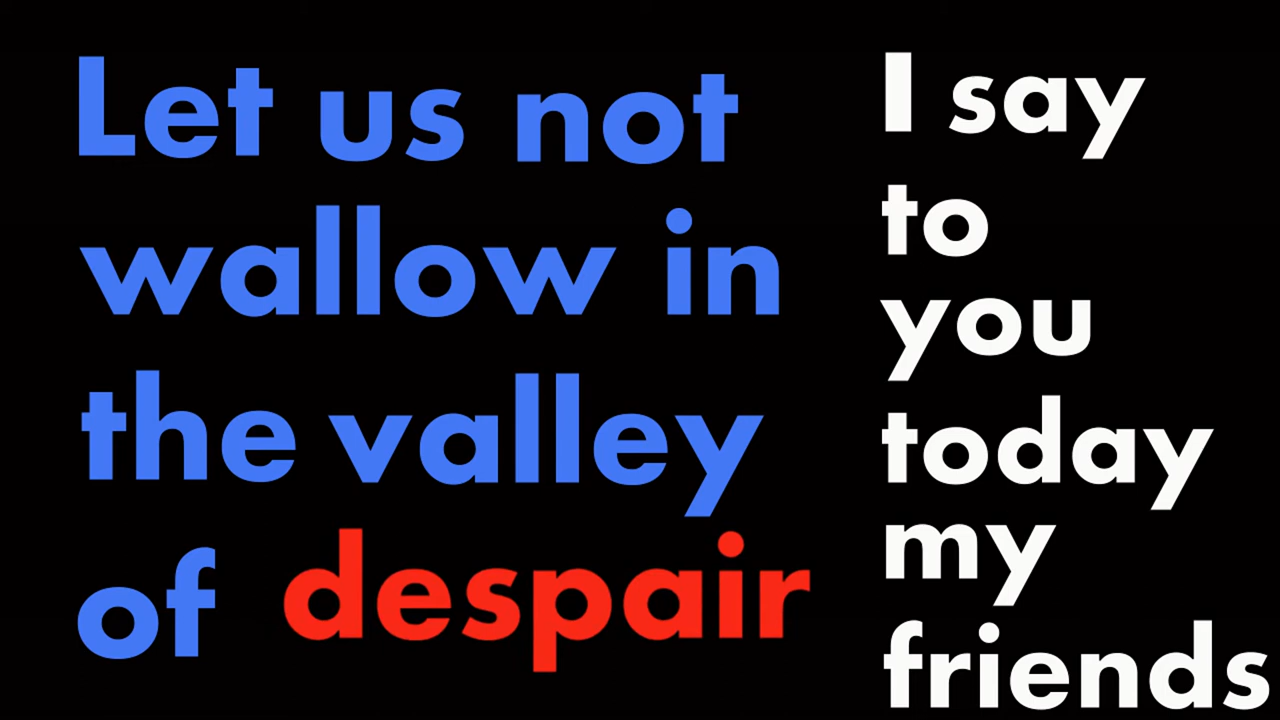 Let us not
wallow in
the valley
of despair
I say
to
you
today
my
friends